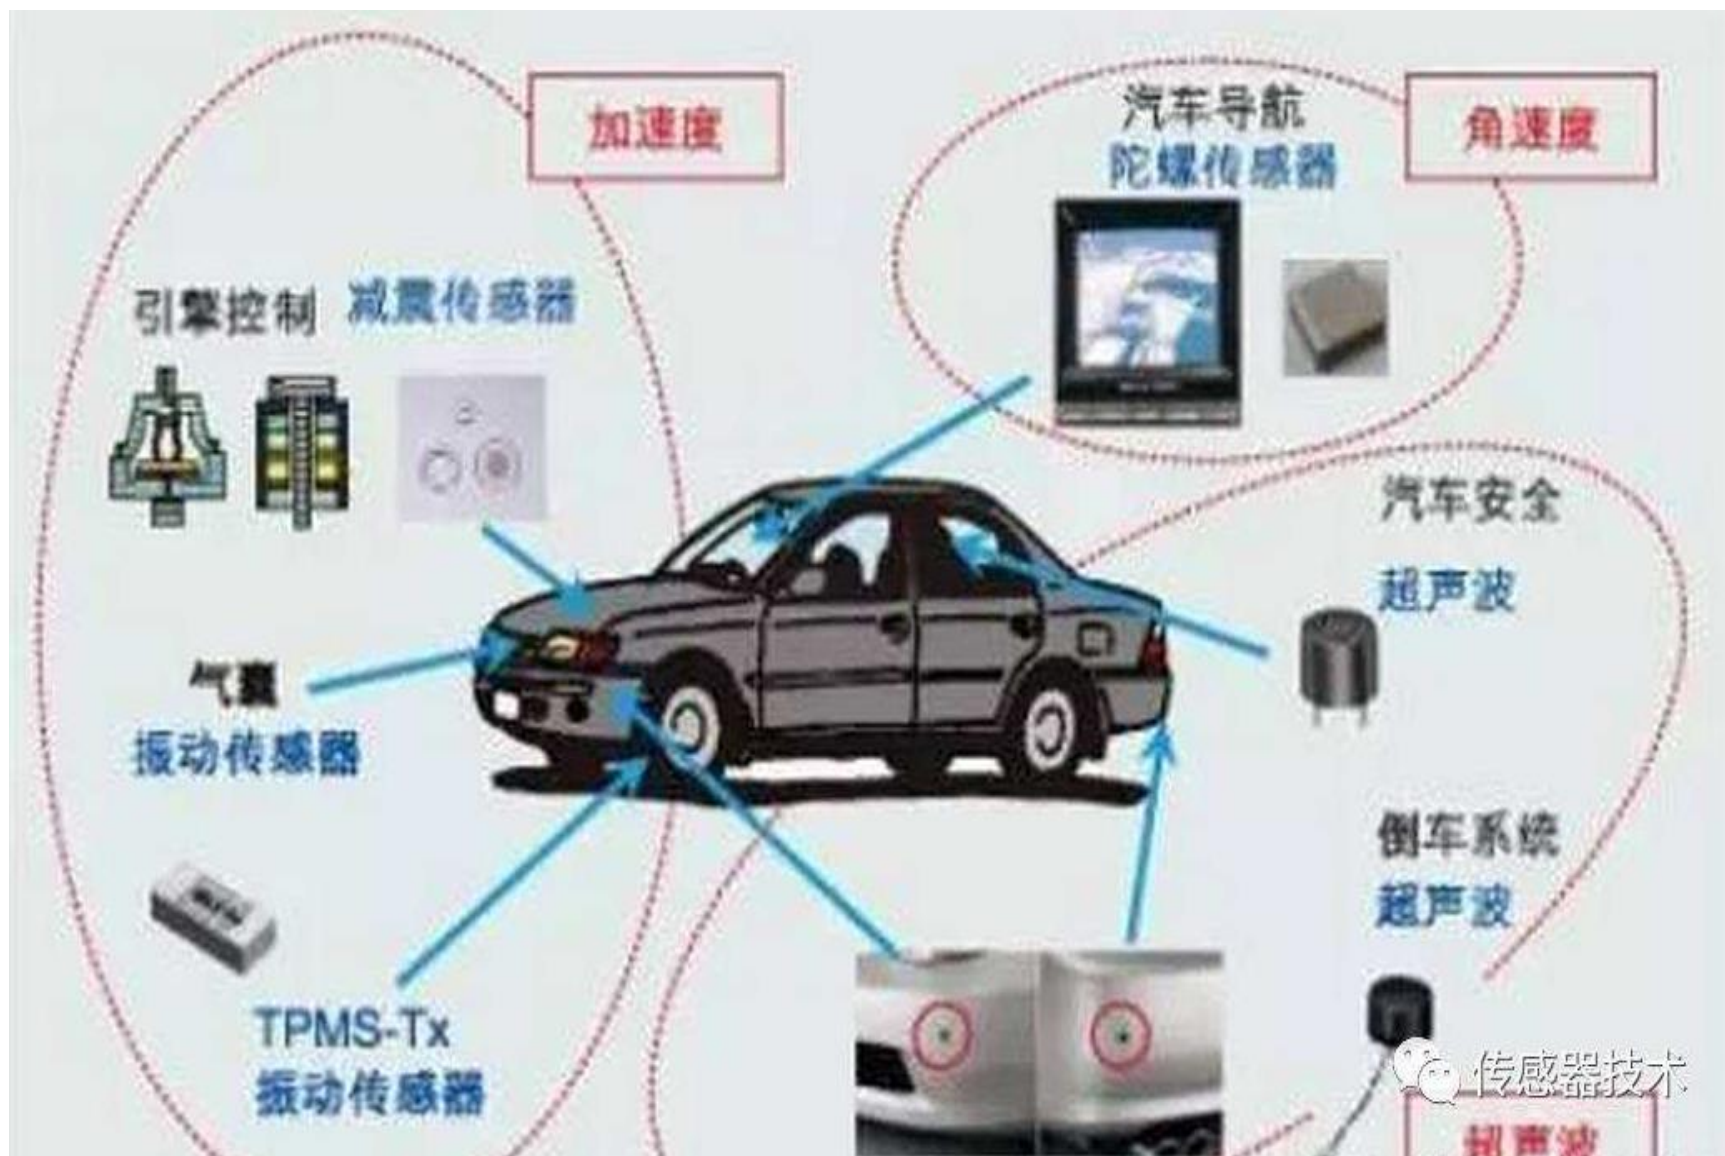 加速度
汽车导航
陀螺传感器
角速度
引擎控制
减震传感器
汽车安全
超声波
气囊
振动传感器
倒车系统
超声波
TPMS-Tx
振动传感器
传感器技术
超声波